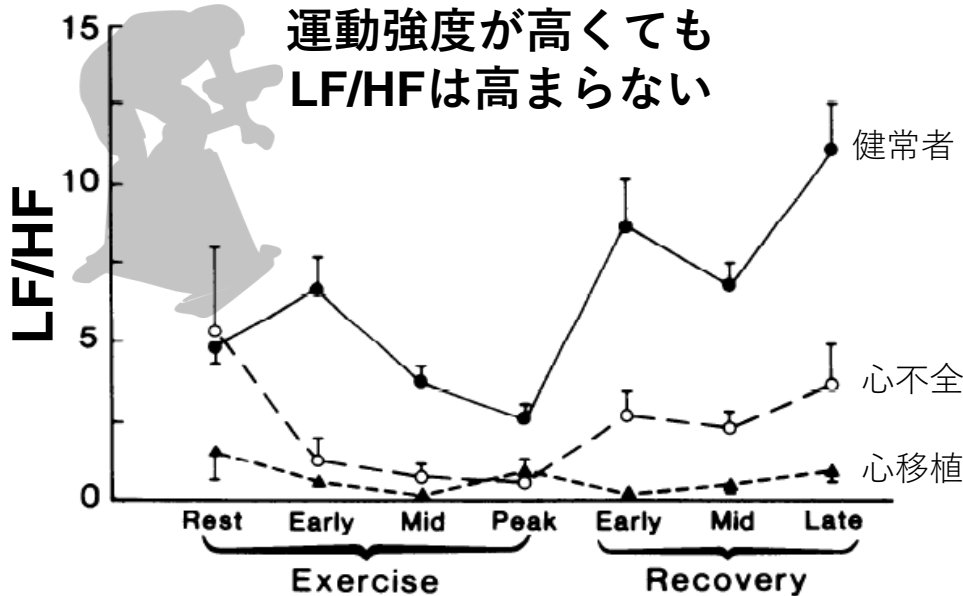 運動強度が高くても
LF/HFは高まらない
15
10
5
0
LF/HF
健常者
心不全
心移植
Rest Early Mid Peak Early Mid Late
Exercise Recovery